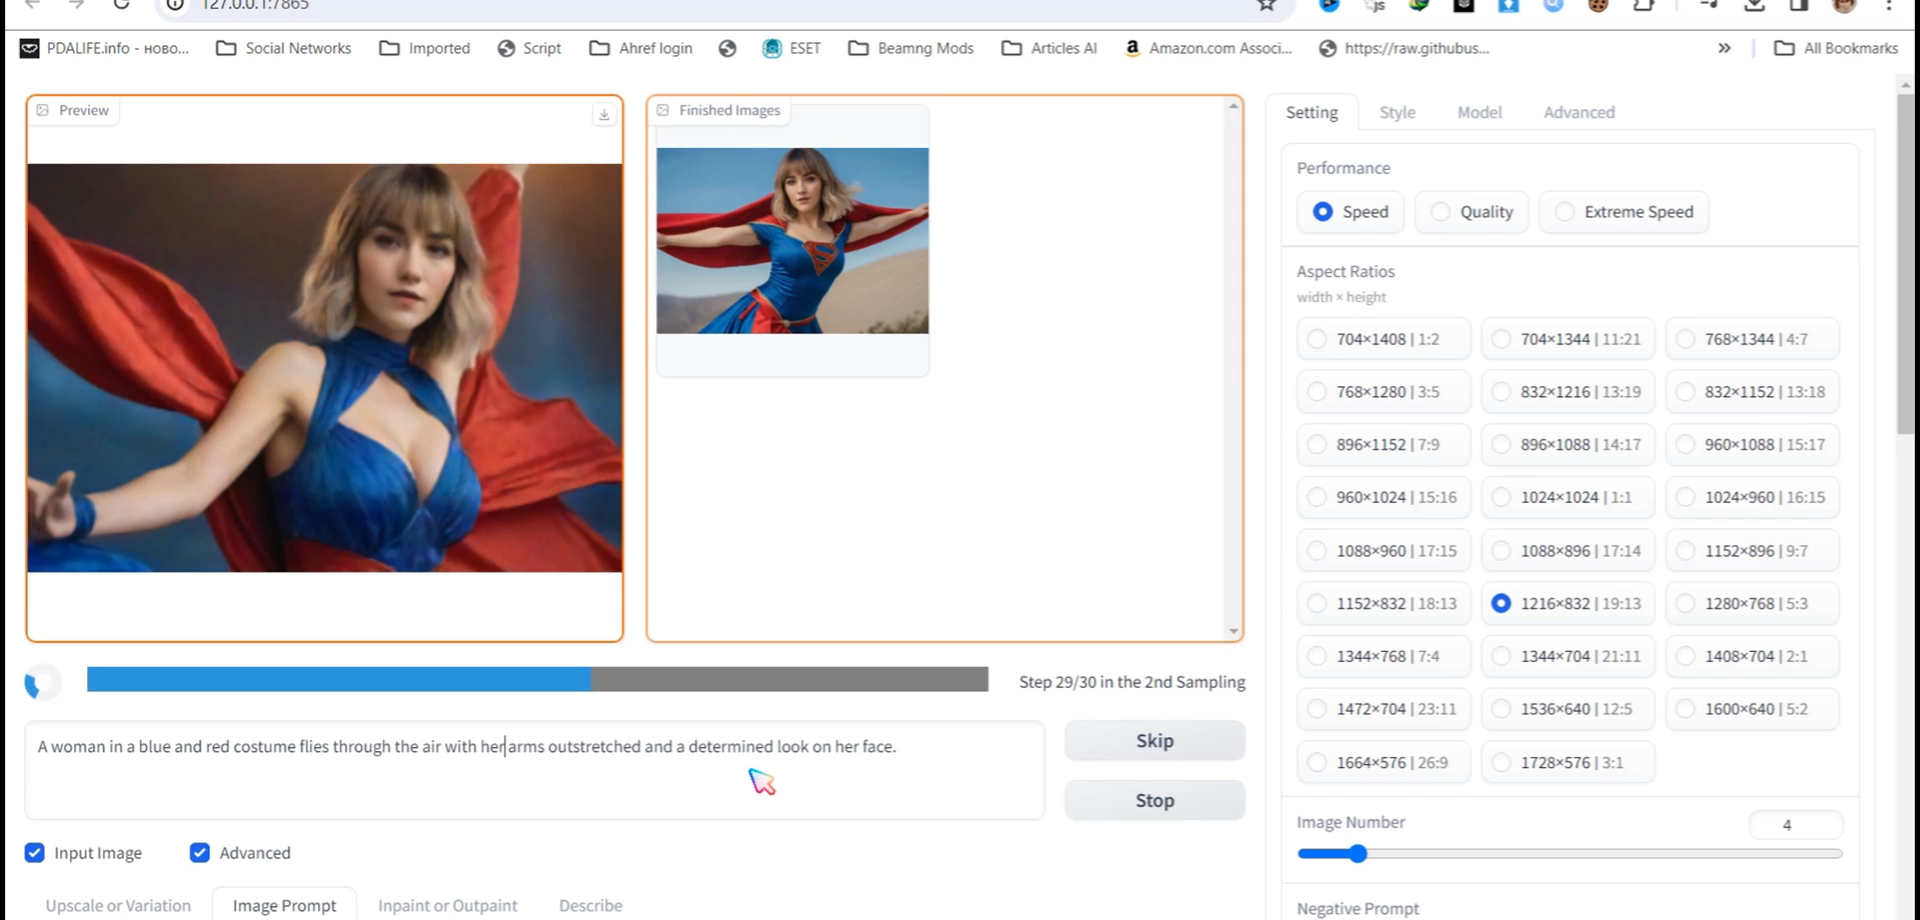 127.0.0.1:7865
PDALIFE.info - ново...
Social Networks
Imported
Script
Ahref login
ESET
Beamng Mods
Articles AI
Amazon.com Associ...
https://raw.githubus...
»
All Bookmarks
Preview
Finished Images
Setting
Style
Model
Advanced
Performance
Speed
Quality
Extreme Speed
Aspect Ratios
width × height
704×1408 | 1:2
704×1344 | 11:21
768×1344 | 4:7
768×1280 | 3:5
832×1216 | 13:19
832×1152 | 13:18
896×1152 | 7:9
896×1088 | 14:17
960×1088 | 15:17
960×1024 | 15:16
1024×1024 | 1:1
1024×960 | 16:15
1088×960 | 17:15
1088×896 | 17:14
1152×896 | 9:7
1152×832 | 18:13
1216×832 | 19:13
1280×768 | 5:3
1344×768 | 7:4
1344×704 | 21:11
1408×704 | 2:1
1472×704 | 23:11
1536×640 | 12:5
1600×640 | 5:2
1664×576 | 26:9
1728×576 | 3:1
Step 29/30 in the 2nd Sampling
A woman in a blue and red costume flies through the air with her arms outstretched and a determined look on her face.
Skip
Stop
Input Image
Advanced
Upscale or Variation
Image Prompt
Inpaint or Outpaint
Describe
Image Number
4
Negative Prompt